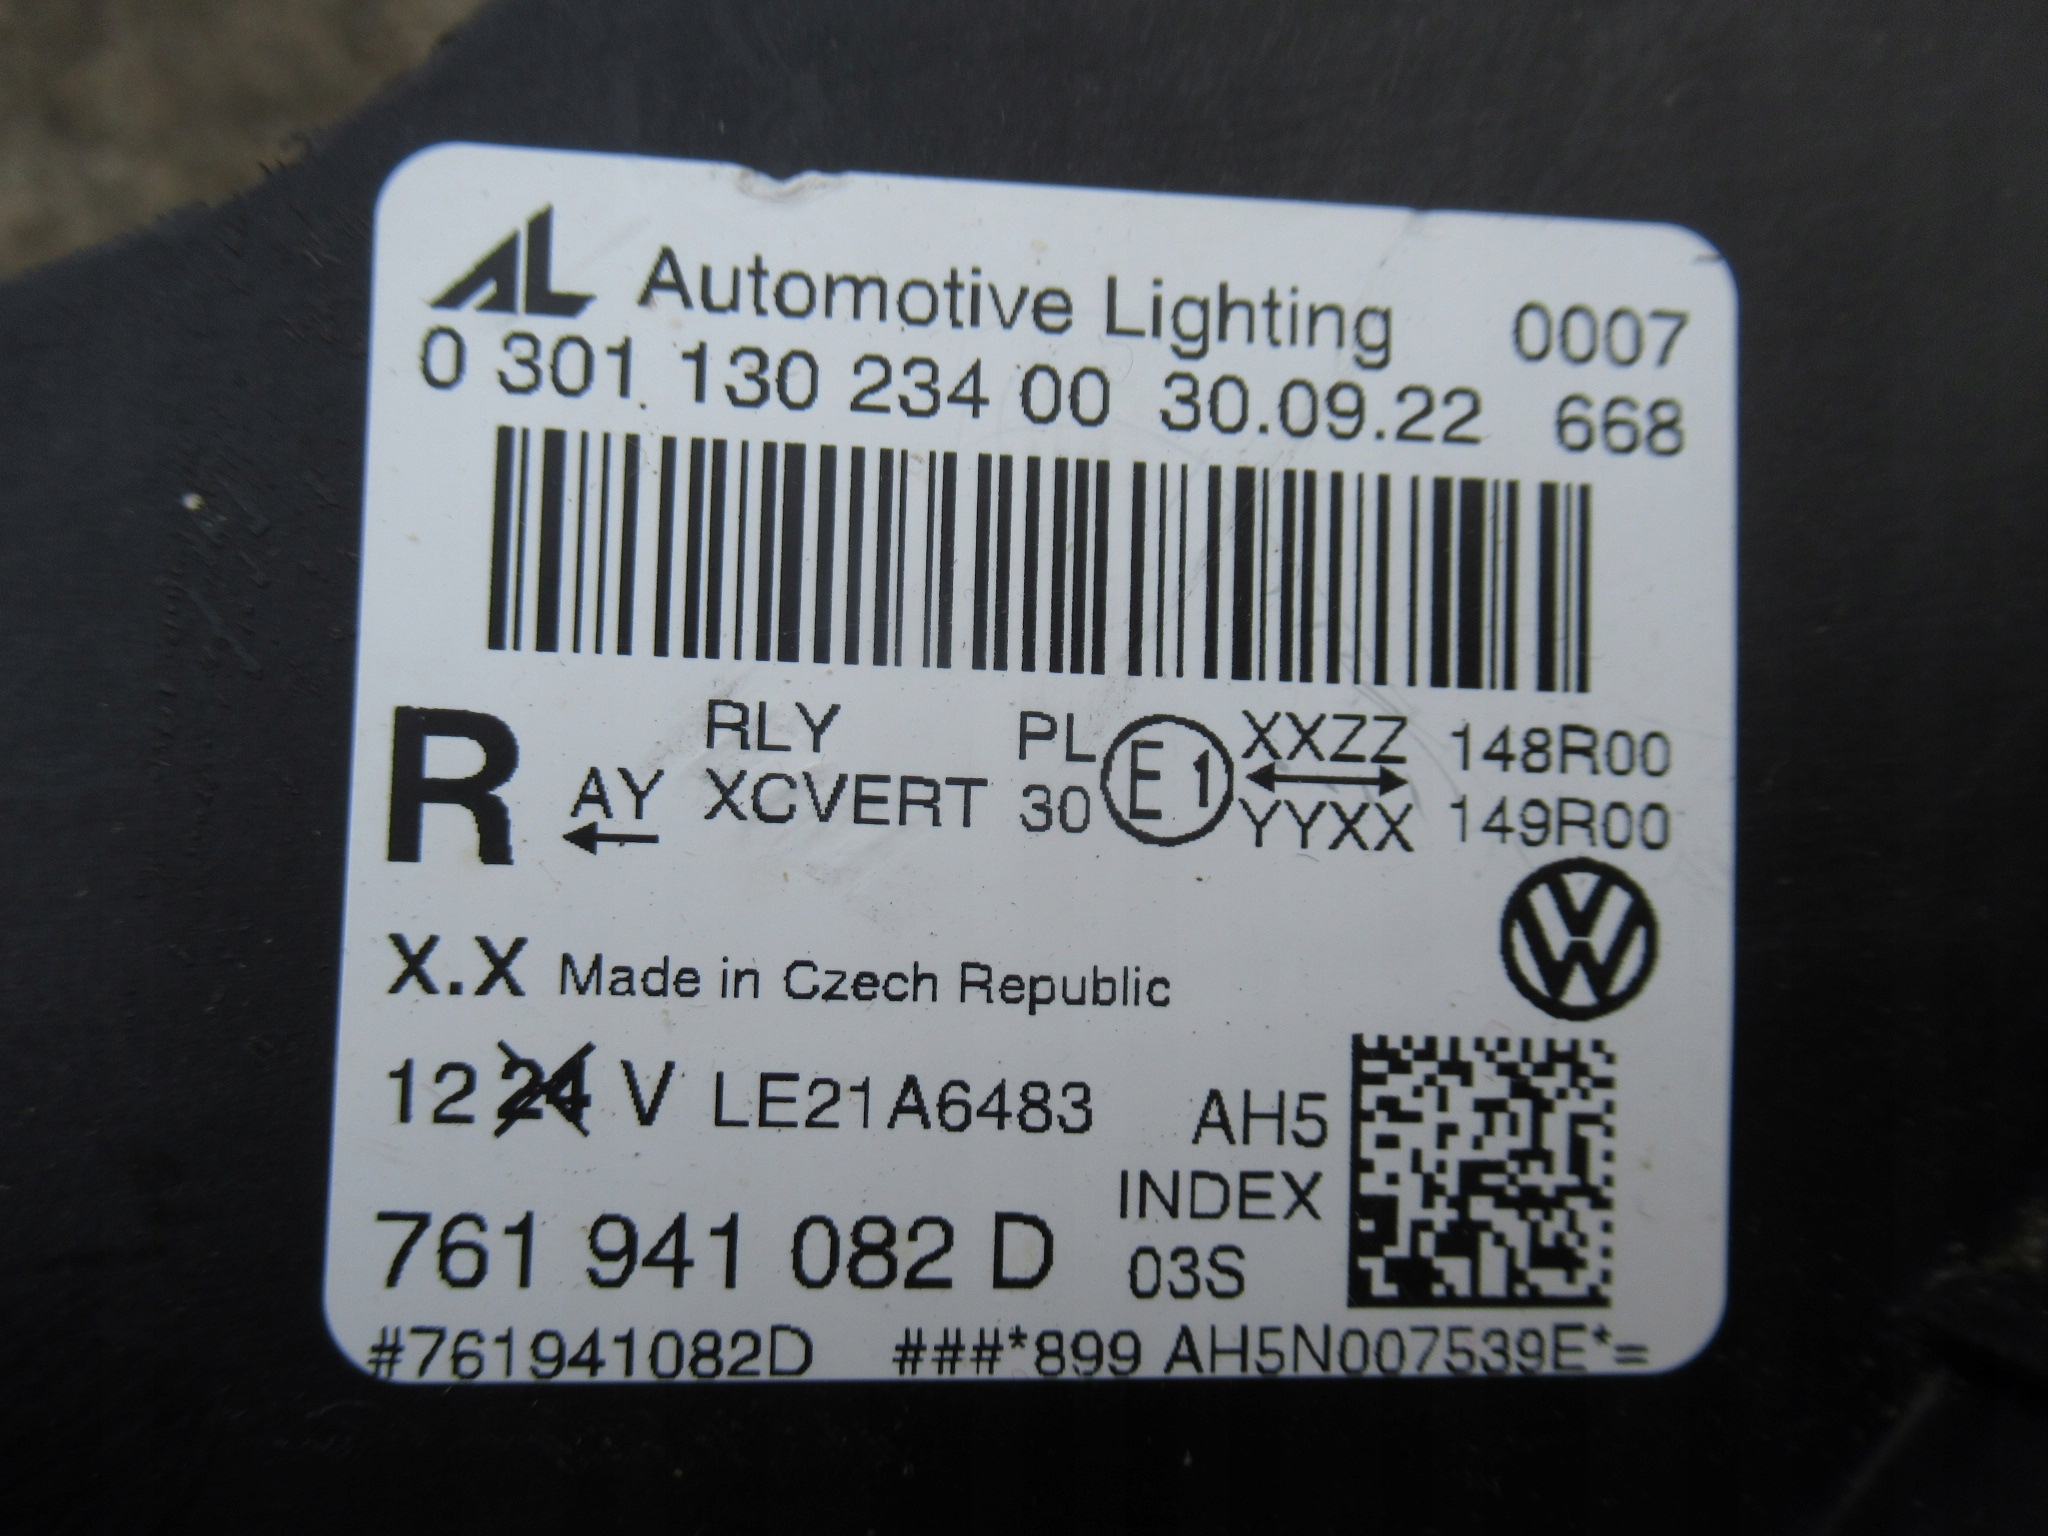 AL Automotive Lighting 0007
0 301 130 234 00 30.09.22 668
RLY PL XXZZ 148R00
R AY XCVERT 30 E1 YYXX 149R00
X.X Made in Czech Republic
12 24 V LE21A6483 AH5
INDEX
761 941 082 D 03S
#761941082D ###*899 AH5N007539E*=